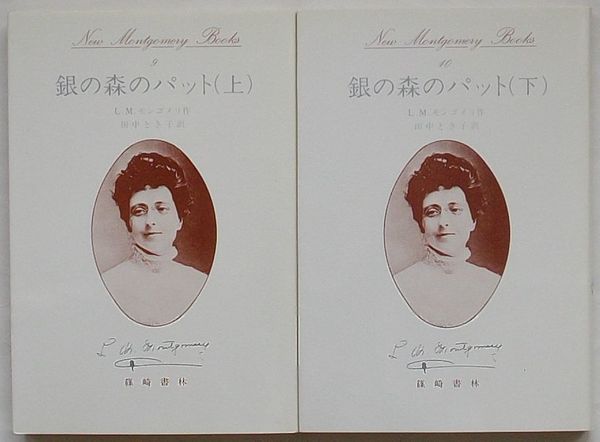 New Montgomery Books
9
銀の森のパット(上)
L.M.モンゴメリ作
田中とき子訳
L M Montgomery
篠崎書林
New Montgomery Books
10
銀の森のパット(下)
L.M.モンゴメリ作
田中とき子訳
L M Montgomery
篠崎書林